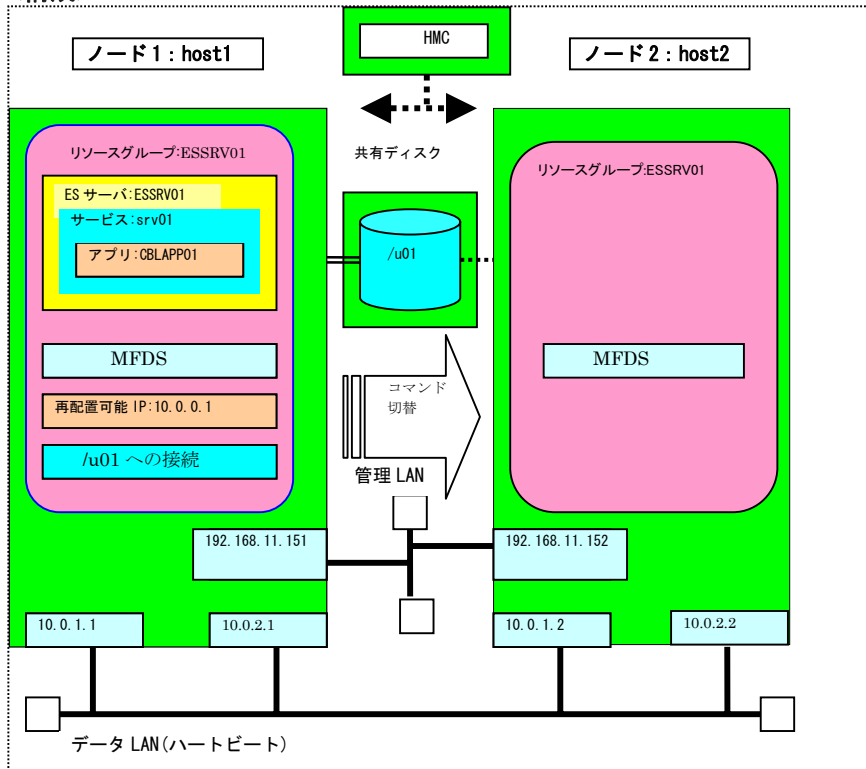 HMC
ノード1:host1
ノード2:host2
リソースグループ:ESSRV01
共有ディスク
リソースグループ:ESSRV01
ES サーバ:ESSRV01
サービス:srv01
アプリ:CBLAPP01
/u01
MFDS
MFDS
コマンド
切替
再配置可能 IP:10.0.0.1
/u01 への接続
管理 LAN
192.168.11.151
192.168.11.152
10.0.1.1
10.0.2.1
10.0.1.2
10.0.2.2
データ LAN(ハートビート)